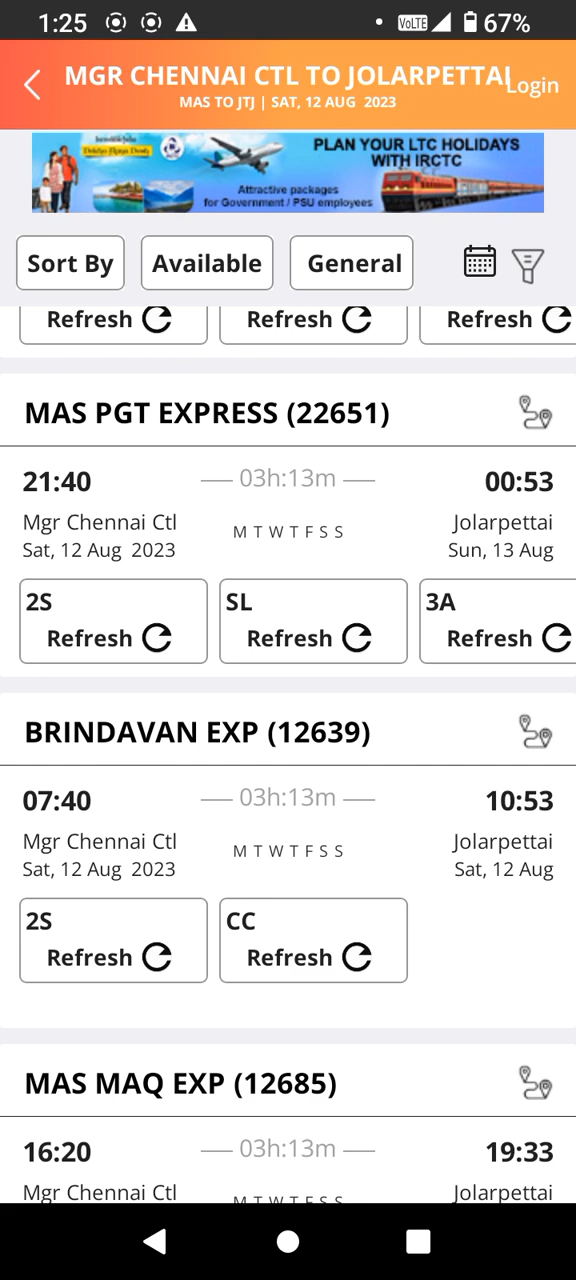 1:25
VoLTE
67%
MGR CHENNAI CTL TO JOLARPETTAI
Login
MAS TO JTJ | SAT, 12 AUG 2023
PLAN YOUR LTC HOLIDAYS
WITH IRCTC
Attractive packages
for Government / PSU employees
Sort By
Available
General
Refresh
Refresh
Refresh
MAS PGT EXPRESS (22651)
21:40
03h:13m
00:53
Mgr Chennai Ctl
M T W T F S S
Jolarpettai
Sat, 12 Aug 2023
Sun, 13 Aug
2S
SL
3A
Refresh
Refresh
Refresh
BRINDAVAN EXP (12639)
07:40
03h:13m
10:53
Mgr Chennai Ctl
M T W T F S S
Jolarpettai
Sat, 12 Aug 2023
Sat, 12 Aug
2S
CC
Refresh
Refresh
MAS MAQ EXP (12685)
16:20
03h:13m
19:33
Mgr Chennai Ctl
M T W T F S S
Jolarpettai